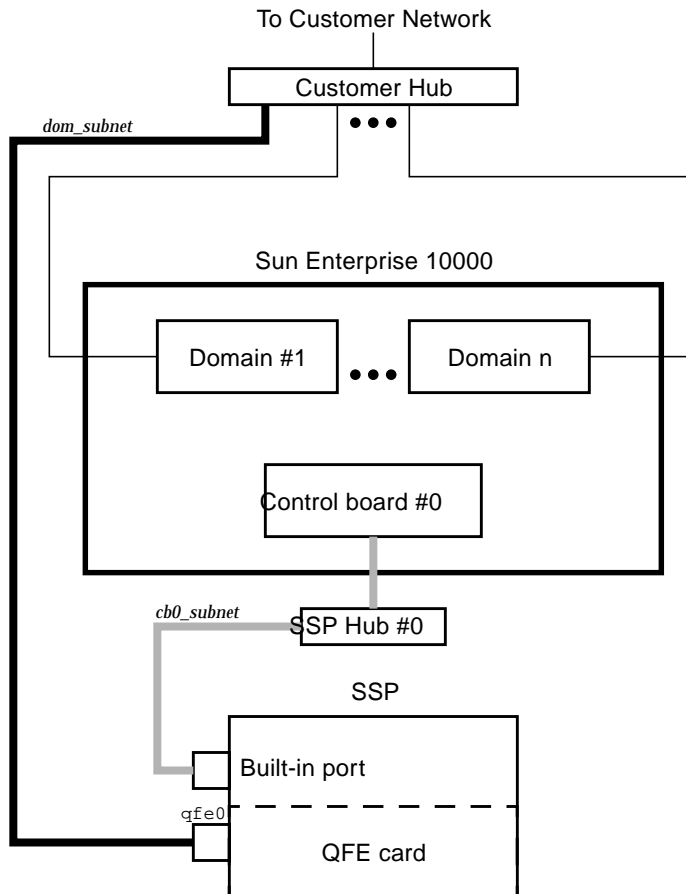 To Customer Network
Customer Hub
dom_subnet
Sun Enterprise 10000
Domain #1
Domain n
Control board #0
cb0_subnet
SSP Hub #0
SSP
Built-in port
qfe0
QFE card